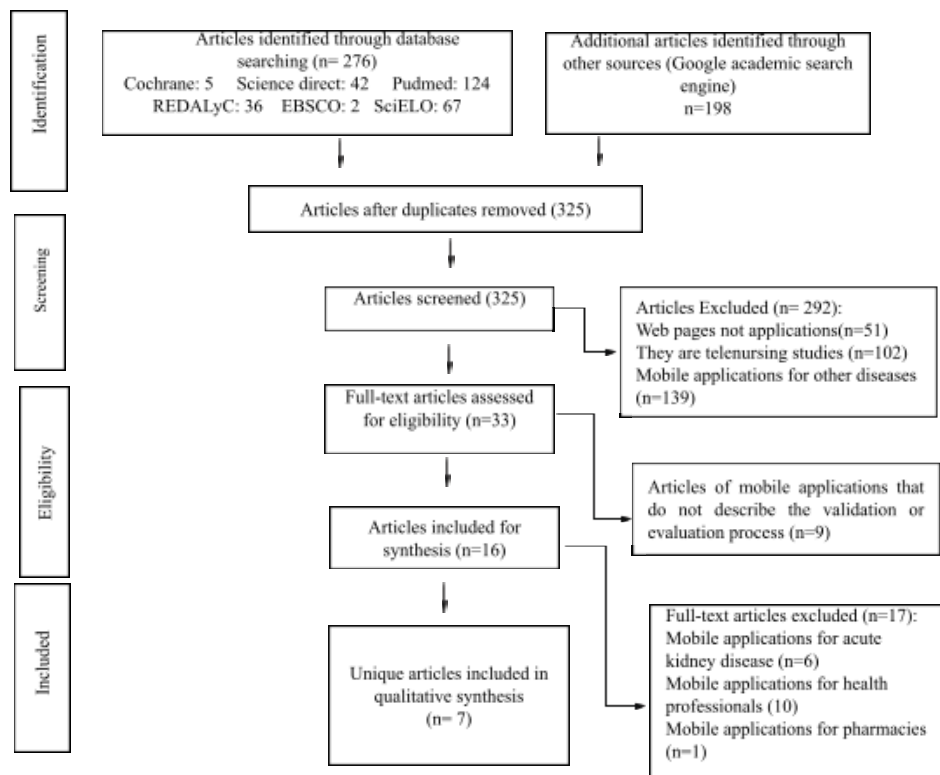 Identification
Articles identified through database
searching (n= 276)
Cochrane: 5 Science direct: 42 Pudmed: 124
REDALyC: 36 EBSCO: 2 SciELO: 67
Additional articles identified through
other sources (Google academic search
engine)
n=198
Articles after duplicates removed (325)
Screening
Articles screened (325)
Articles Excluded (n= 292):
Web pages not applications(n=51)
They are telenursing studies (n=102)
Mobile applications for other diseases
(n=139)
Eligibility
Full-text articles assessed
for eligibility (n=33)
Articles of mobile applications that
do not describe the validation or
evaluation process (n=9)
Articles included for
synthesis (n=16)
Included
Full-text articles excluded (n=17):
Mobile applications for acute
kidney disease (n=6)
Mobile applications for health
professionals (10)
Mobile applications for pharmacies
(n=1)
Unique articles included in
qualitative synthesis
(n= 7)